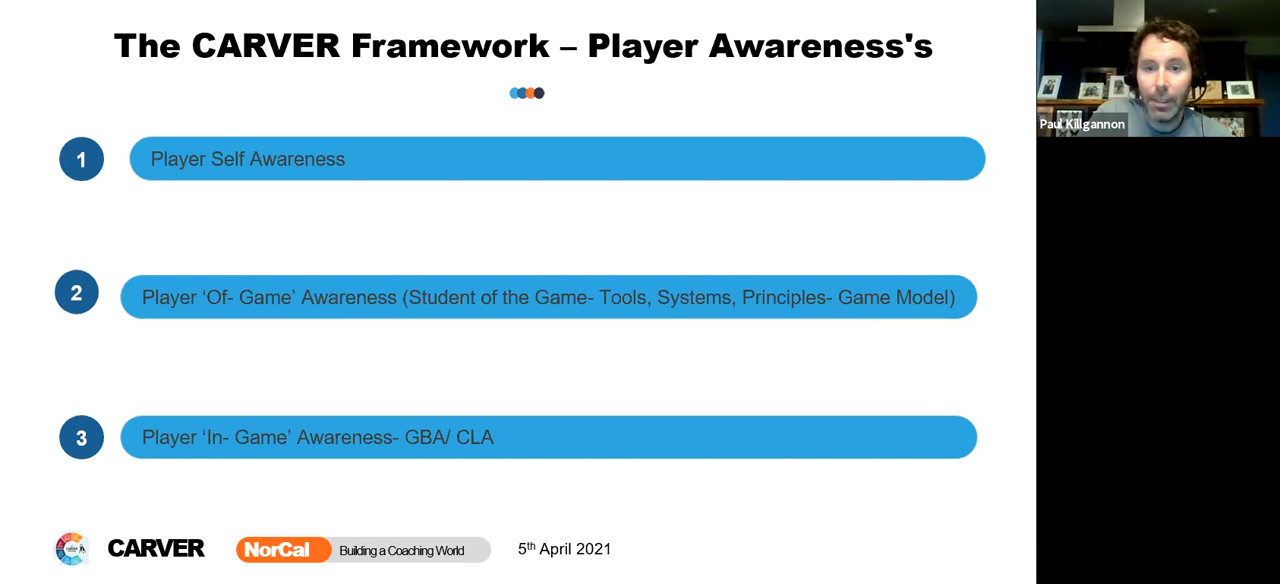 The CARVER Framework – Player Awareness's
Paul Killgannon
1 Player Self Awareness
2 Player ‘Of- Game’ Awareness (Student of the Game- Tools, Systems, Principles- Game Model)
3 Player ‘In- Game’ Awareness- GBA/ CLA
CARVER NorCal Building a Coaching World 5th April 2021